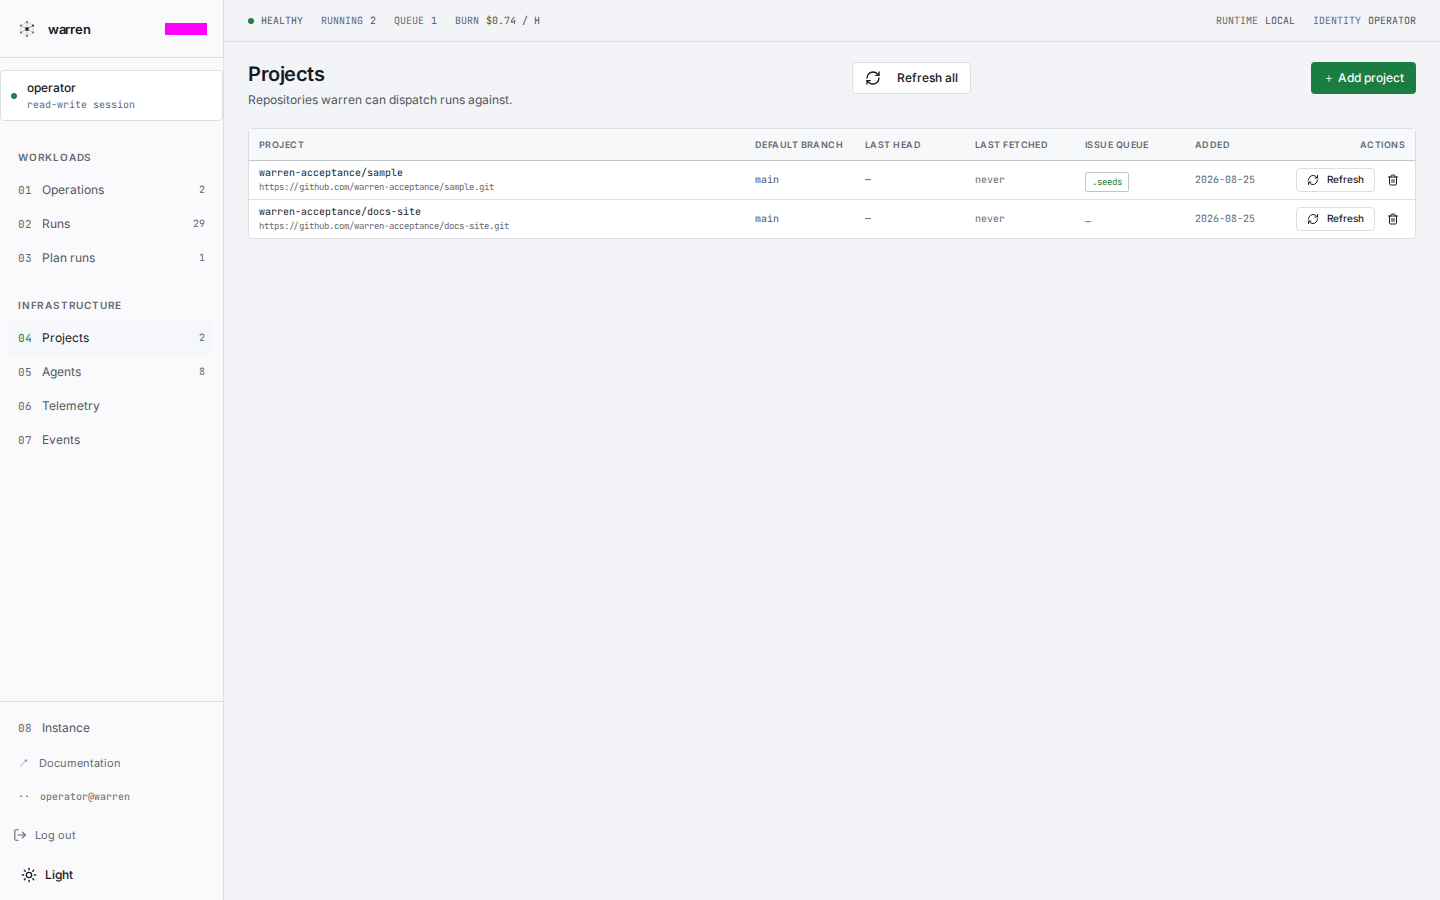 warren
operator
read-write session
WORKLOADS
01 Operations 2
02 Runs 29
03 Plan runs 1
INFRASTRUCTURE
04 Projects 2
05 Agents 8
06 Telemetry
07 Events
08 Instance
Documentation
operator@warren
Log out
Light
HEALTHY RUNNING 2 QUEUE 1 BURN $0.74 / H
RUNTIME LOCAL IDENTITY OPERATOR
Projects
Repositories warren can dispatch runs against.
Refresh all
+ Add project
PROJECT DEFAULT BRANCH LAST HEAD LAST FETCHED ISSUE QUEUE ADDED ACTIONS
warren-acceptance/sample
https://github.com/warren-acceptance/sample.git
main — never .seeds 2026-08-25 Refresh
warren-acceptance/docs-site
https://github.com/warren-acceptance/docs-site.git
main — never — 2026-08-25 Refresh